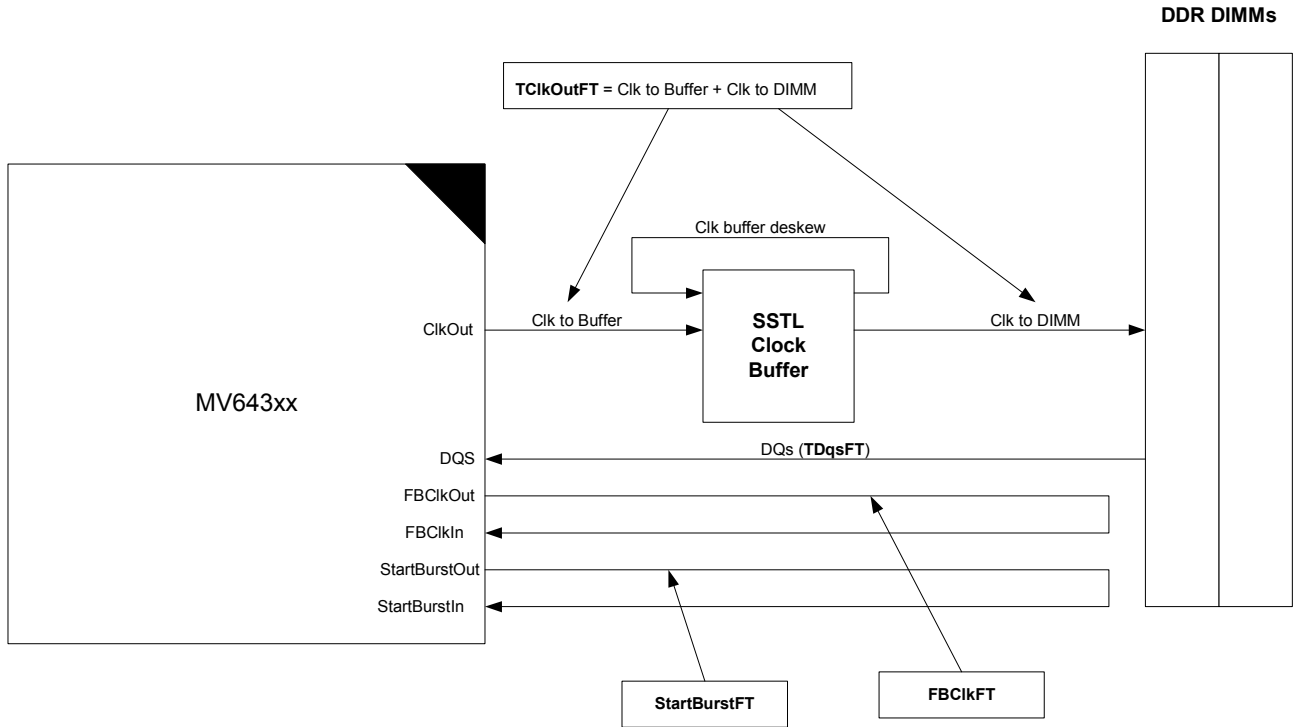 DDR DIMMs
TClkOutFT = Clk to Buffer + Clk to DIMM
Clk buffer deskew
ClkOut
Clk to Buffer
SSTL
Clock
Buffer
Clk to DIMM
MV643xx
DQS
DQs (TDqsFT)
FBClkOut
FBClkIn
StartBurstOut
StartBurstIn
StartBurstFT
FBClkFT